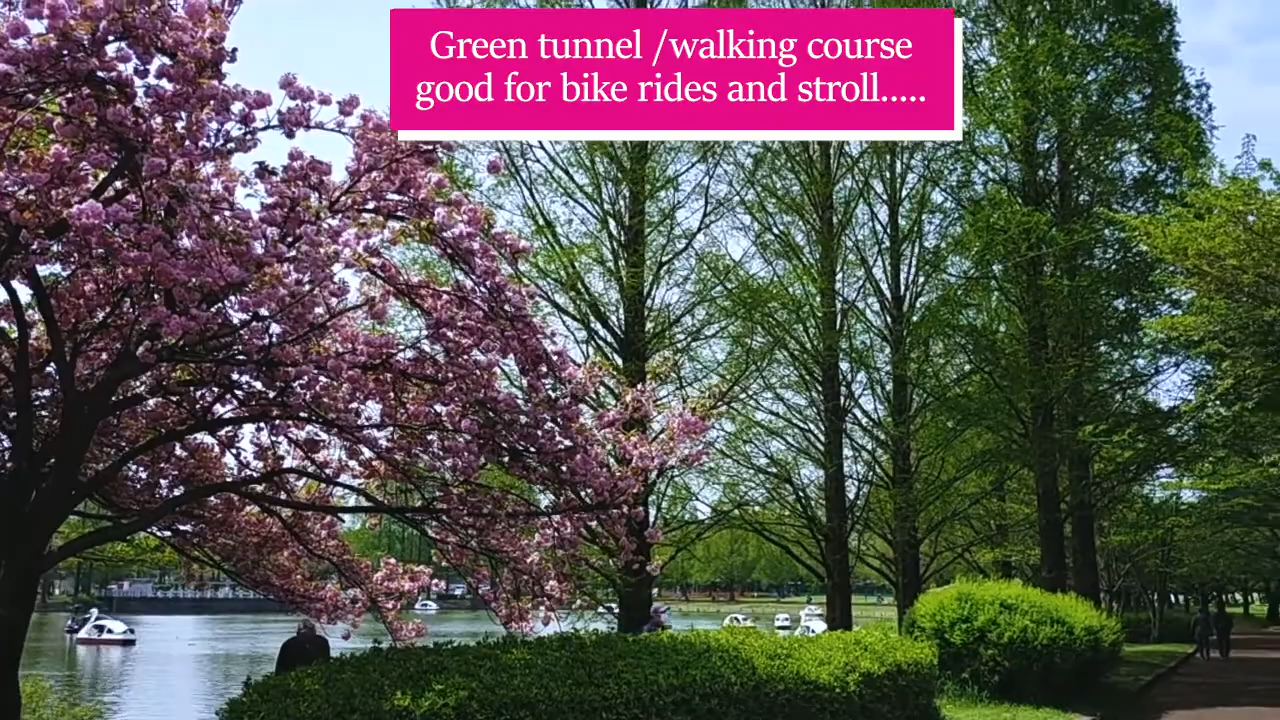 Green tunnel /walking course
good for bike rides and stroll.....